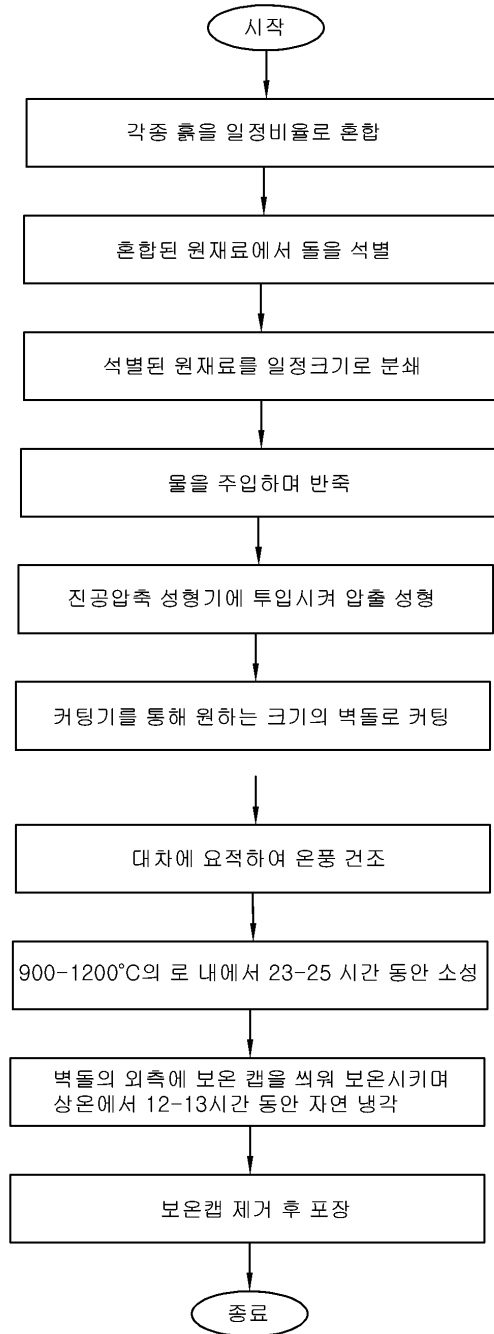 시작
각종 흙을 일정비율로 혼합
혼합된 원재료에서 돌을 석별
석별된 원재료를 일정크기로 분쇄
물을 주입하며 반죽
진공압축 성형기에 투입시켜 압출 성형
커팅기를 통해 원하는 크기의 벽돌로 커팅
대차에 요적하여 온풍 건조
900-1200°C의 로 내에서 23-25 시간 동안 소성
벽돌의 외측에 보온 캡을 씌워 보온시키며
상온에서 12-13시간 동안 자연 냉각
보온캡 제거 후 포장
종료